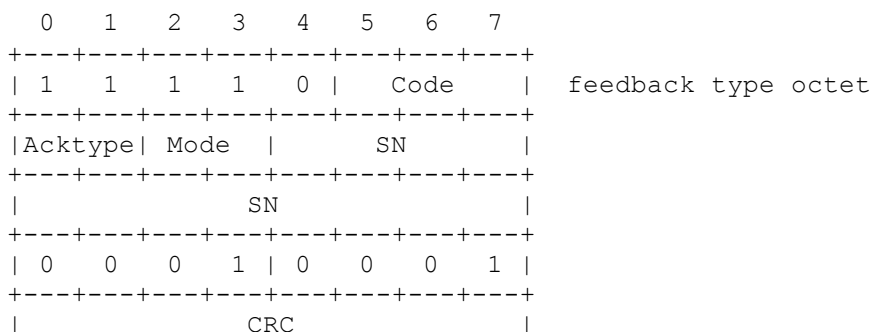 0   1   2   3   4   5   6   7
+---+---+---+---+---+---+---+---+
| 1   1   1   1   0 |   Code    |  feedback type octet
+---+---+---+---+---+---+---+---+
|Acktype| Mode  |      SN       |
+---+---+---+---+---+---+---+---+
|              SN               |
+---+---+---+---+---+---+---+---+
| 0   0   0   1 | 0   0   0   1 |
+---+---+---+---+---+---+---+---+
|              CRC              |